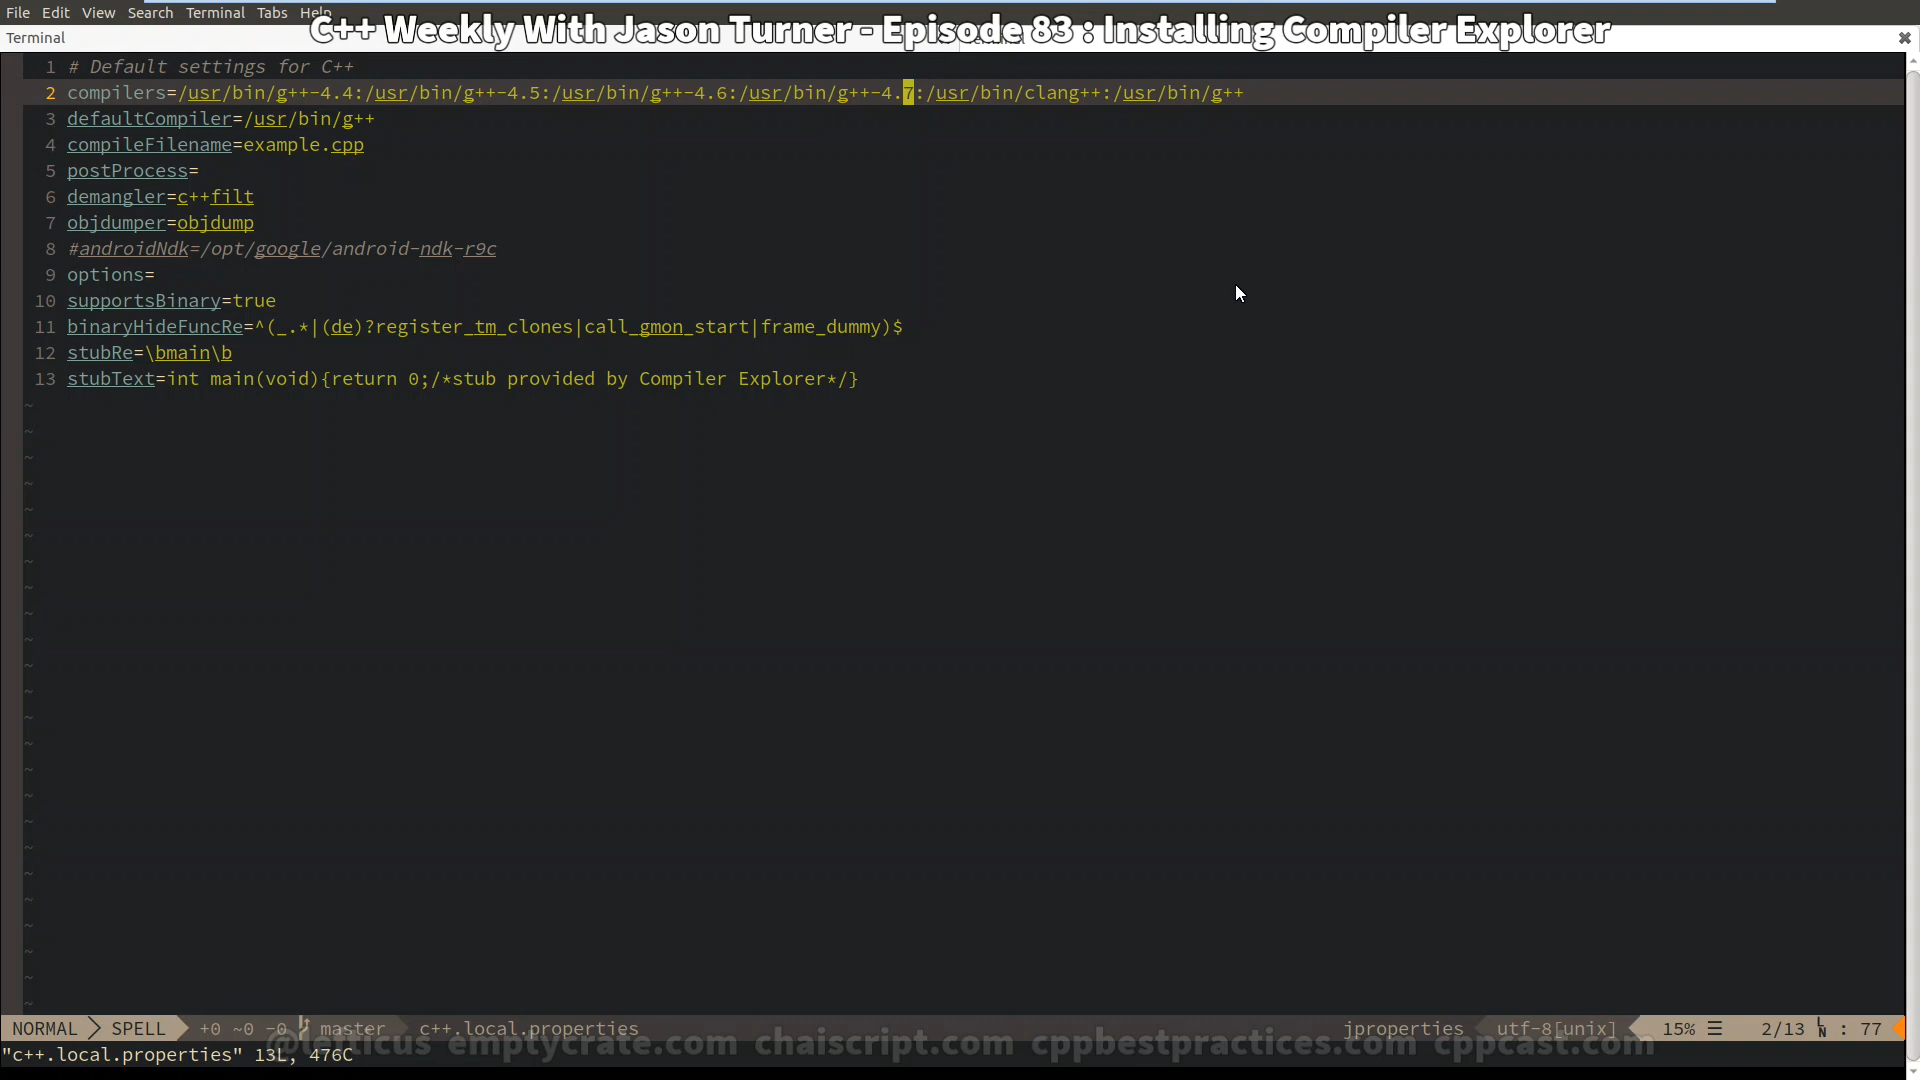 File Edit View Search Terminal Tabs Help
C++ Weekly With Jason Turner - Episode 83 : Installing Compiler Explorer
Terminal
1 # Default settings for C++
2 compilers=/usr/bin/g++-4.4:/usr/bin/g++-4.5:/usr/bin/g++-4.6:/usr/bin/g++-4.7:/usr/bin/clang++:/usr/bin/g++
3 defaultCompiler=/usr/bin/g++
4 compileFilename=example.cpp
5 postProcess=
6 demangler=c++filt
7 objdumper=objdump
8 #androidNdk=/opt/google/android-ndk-r9c
9 options=
10 supportsBinary=true
11 binaryHideFuncRe=^(_.*|(de)?register_tm_clones|call_gmon_start|frame_dummy)$
12 stubRe=\bmain\b
13 stubText=int main(void){return 0;/*stub provided by Compiler Explorer*/}
NORMAL SPELL +0 ~0 -0 master c++.local.properties jproperties utf-8[unix] 15% ☰ 2/13 LN : 77
@lefticus emptycrate.com chaiscript.com cppbestpractices.com cppcast.com
"c++.local.properties" 13L, 476C